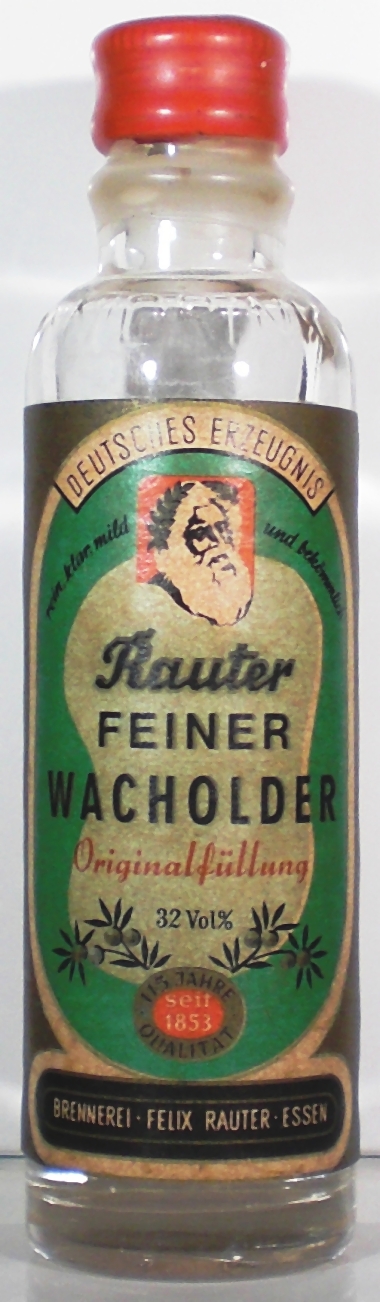 DEUTSCHES ERZEUGNIS
rein, klar, mild
und bekömmlich
Rauter
FEINER
WACHOLDER
Originalfüllung
32 Vol%
115 JAHRE
seit
1853
QUALITÄT
BRENNEREI · FELIX RAUTER · ESSEN